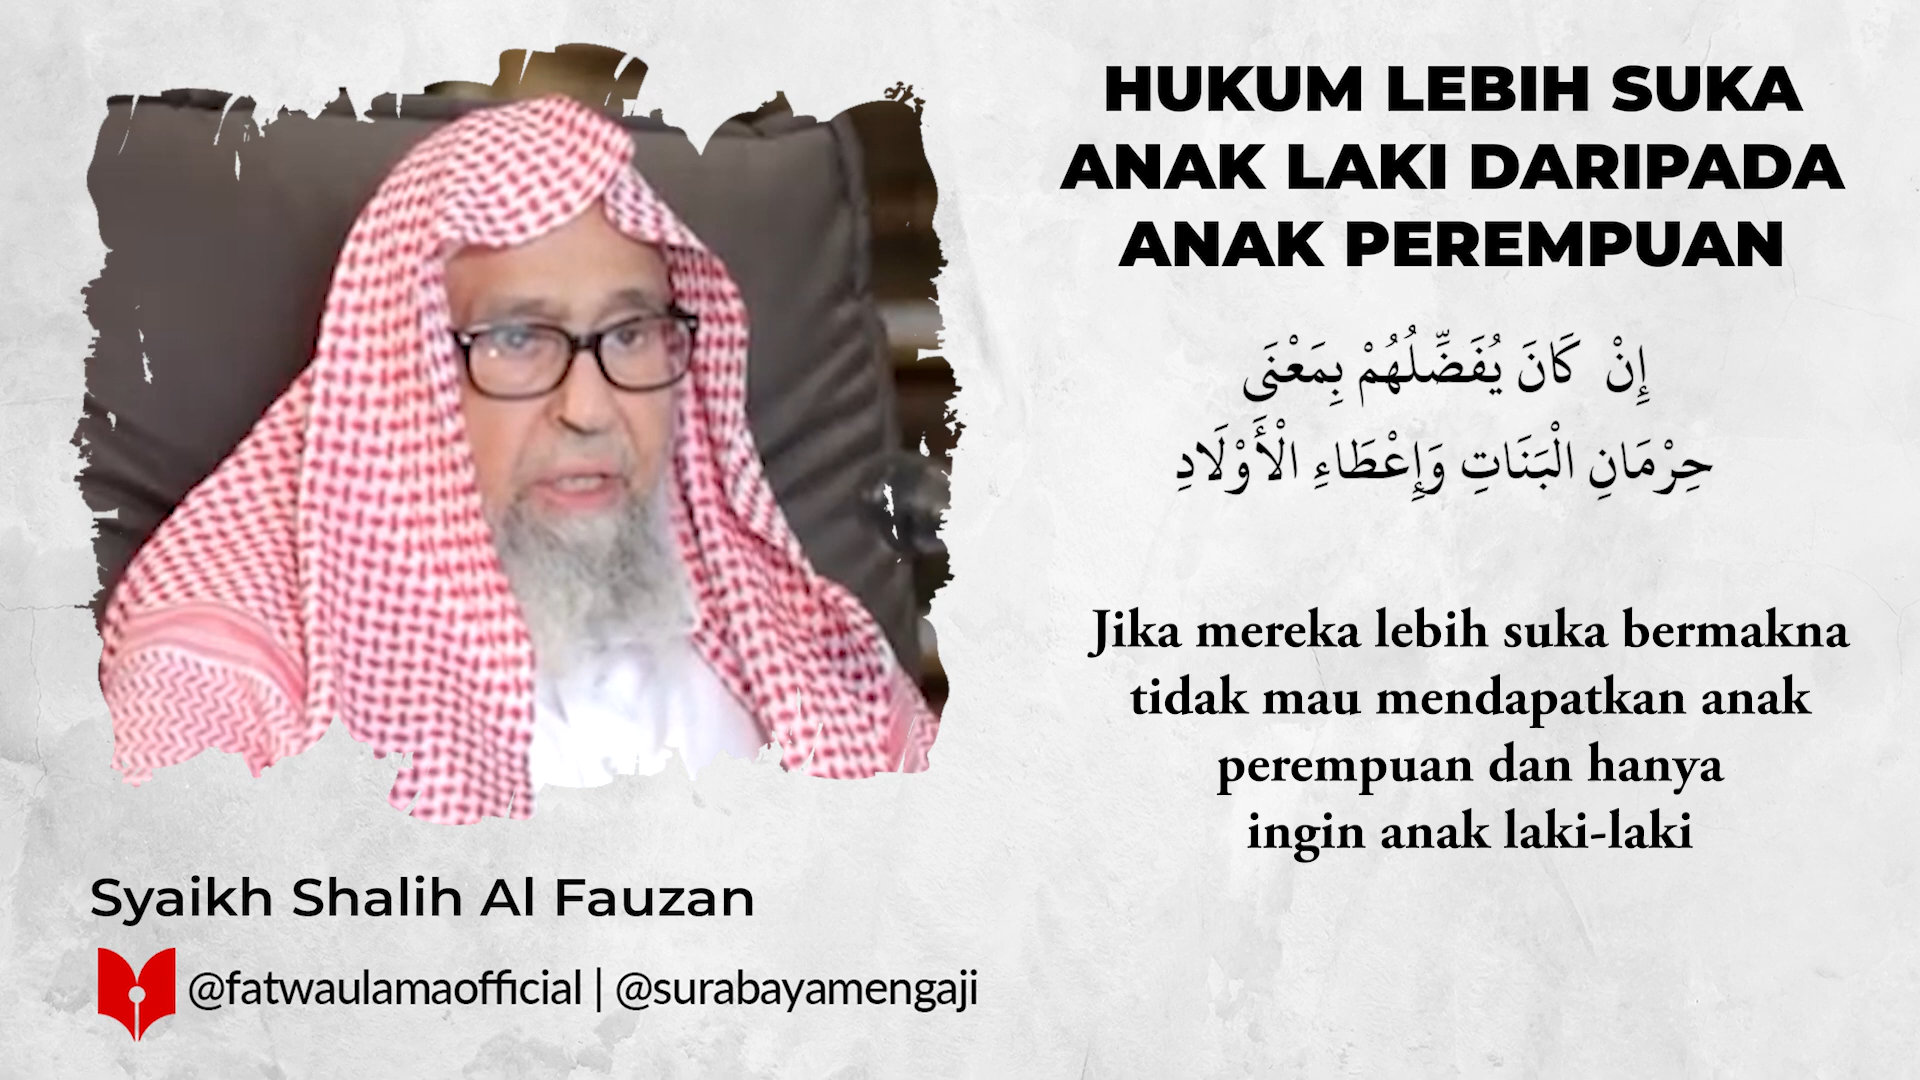 HUKUM LEBIH SUKA
ANAK LAKI DARIPADA
ANAK PEREMPUAN
إِنْ كَانَ يُفَضِّلُهُمْ بِمَعْنَى
حِرْمَانِ الْبَنَاتِ وَإِعْطَاءِ الْأَوْلَادِ
Jika mereka lebih suka bermakna
tidak mau mendapatkan anak
perempuan dan hanya
ingin anak laki-laki
Syaikh Shalih Al Fauzan
@fatwaulamaofficial | @surabayamengaji